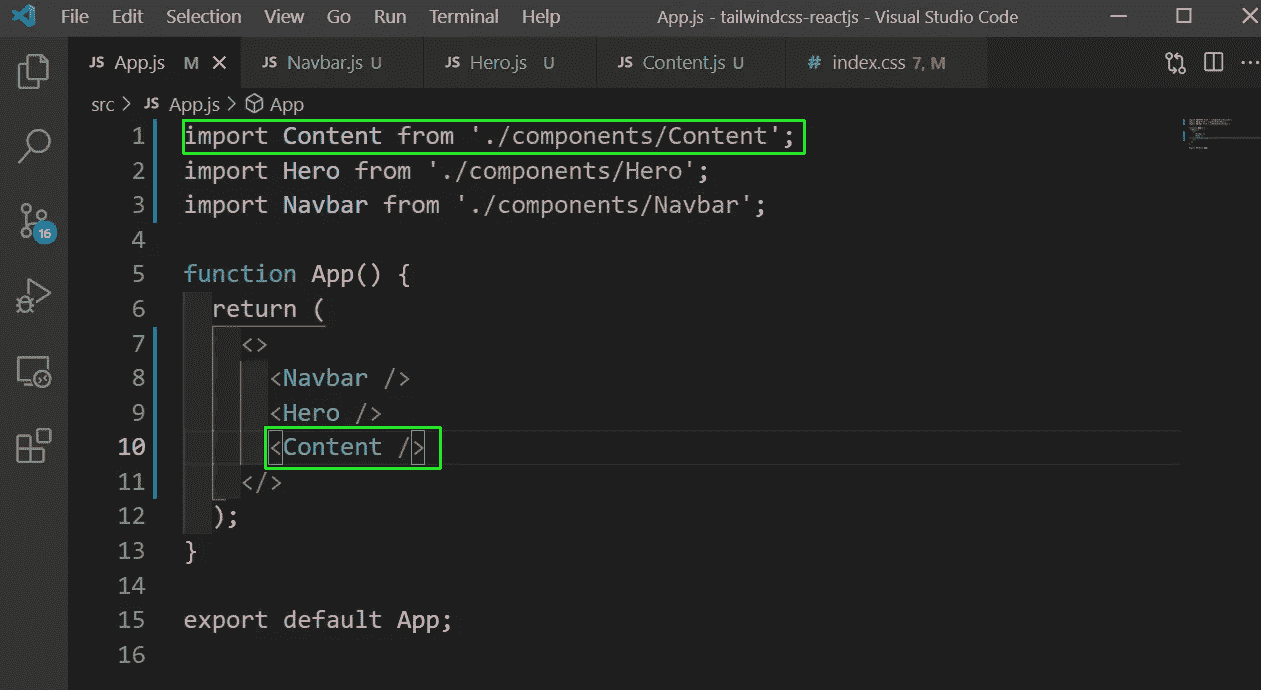 File Edit Selection View Go Run Terminal Help App.js - tailwindcss-reactjs - Visual Studio Code
JS App.js M JS Navbar.js U JS Hero.js U JS Content.js U # index.css 7, M
src > JS App.js > App
1 import Content from './components/Content';
2 import Hero from './components/Hero';
3 import Navbar from './components/Navbar';
4
5 function App() {
6 return (
7 <>
8 <Navbar />
9 <Hero />
10 <Content />
11 </>
12 );
13 }
14
15 export default App;
16
16